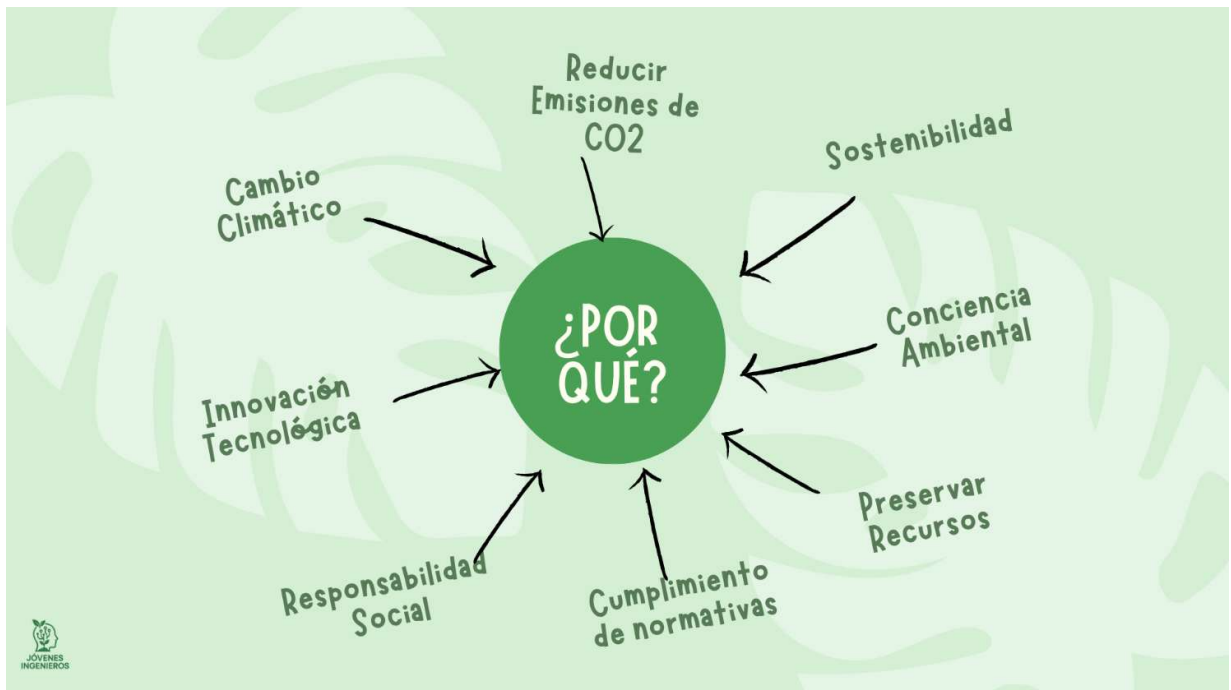 Reducir
Emisiones de
CO2
Sostenibilidad
Cambio
Climático
Conciencia
Ambiental
¿POR
QUÉ?
Innovación
Tecnológica
Preservar
Recursos
Responsabilidad
Social
Cumplimiento
de normativas
JÓVENES
INGENIEROS